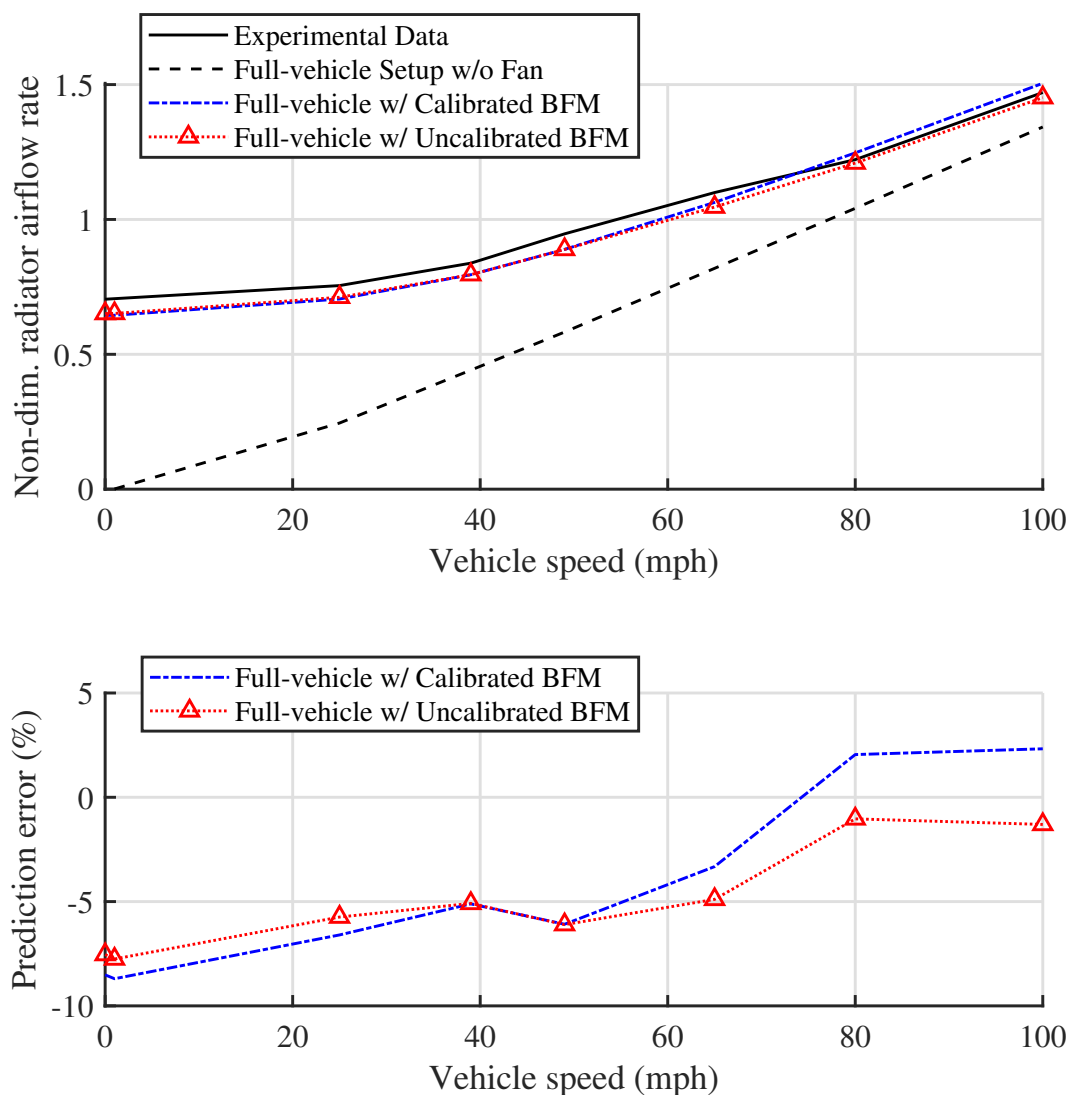 Experimental Data
Full-vehicle Setup w/o Fan
Full-vehicle w/ Calibrated BFM
Full-vehicle w/ Uncalibrated BFM
Non-dim. radiator airflow rate
1.5
1
0.5
0
0 20 40 60 80 100
Vehicle speed (mph)
Full-vehicle w/ Calibrated BFM
Full-vehicle w/ Uncalibrated BFM
Prediction error (%)
5
0
-5
-10
0 20 40 60 80 100
Vehicle speed (mph)